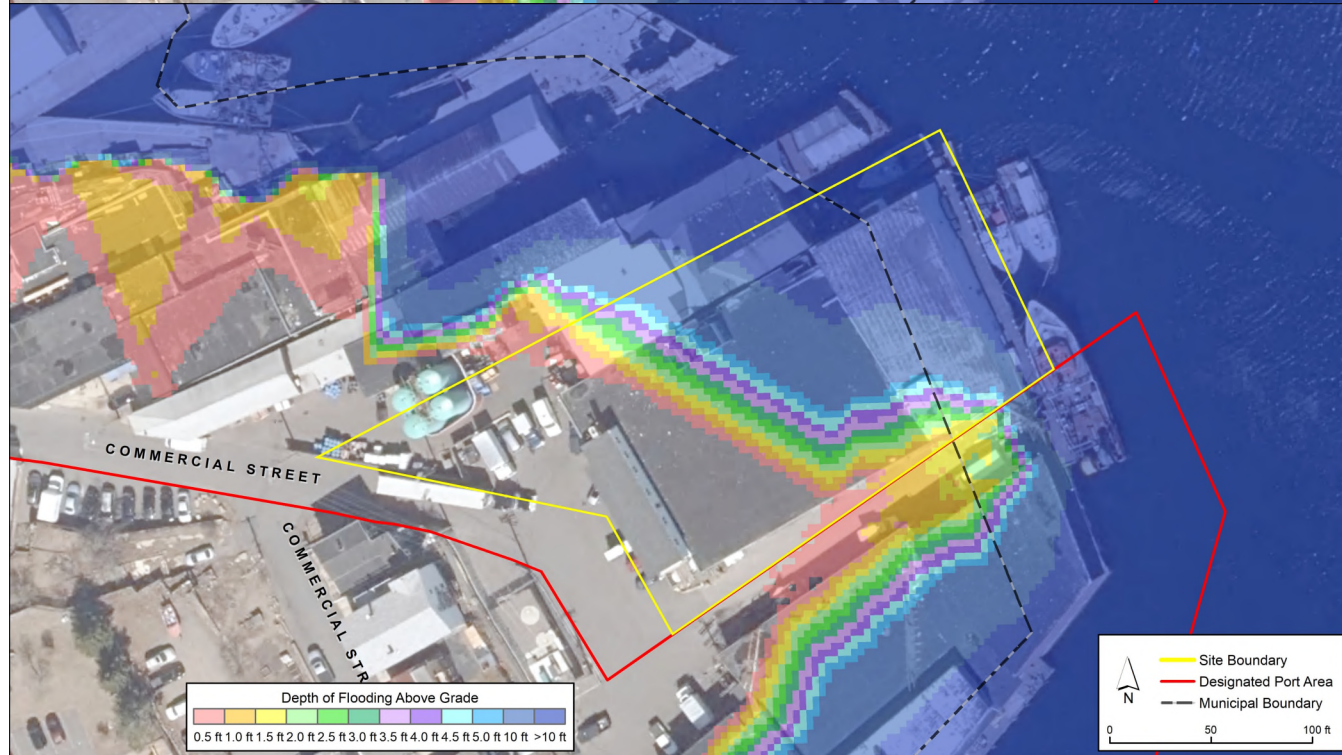 COMMERCIAL STREET
COMMERCIAL STR
Depth of Flooding Above Grade
0.5 ft 1.0 ft 1.5 ft 2.0 ft 2.5 ft 3.0 ft 3.5 ft 4.0 ft 4.5 ft 5.0 ft 10 ft >10 ft
N
Site Boundary
Designated Port Area
Municipal Boundary
0 50 100 ft